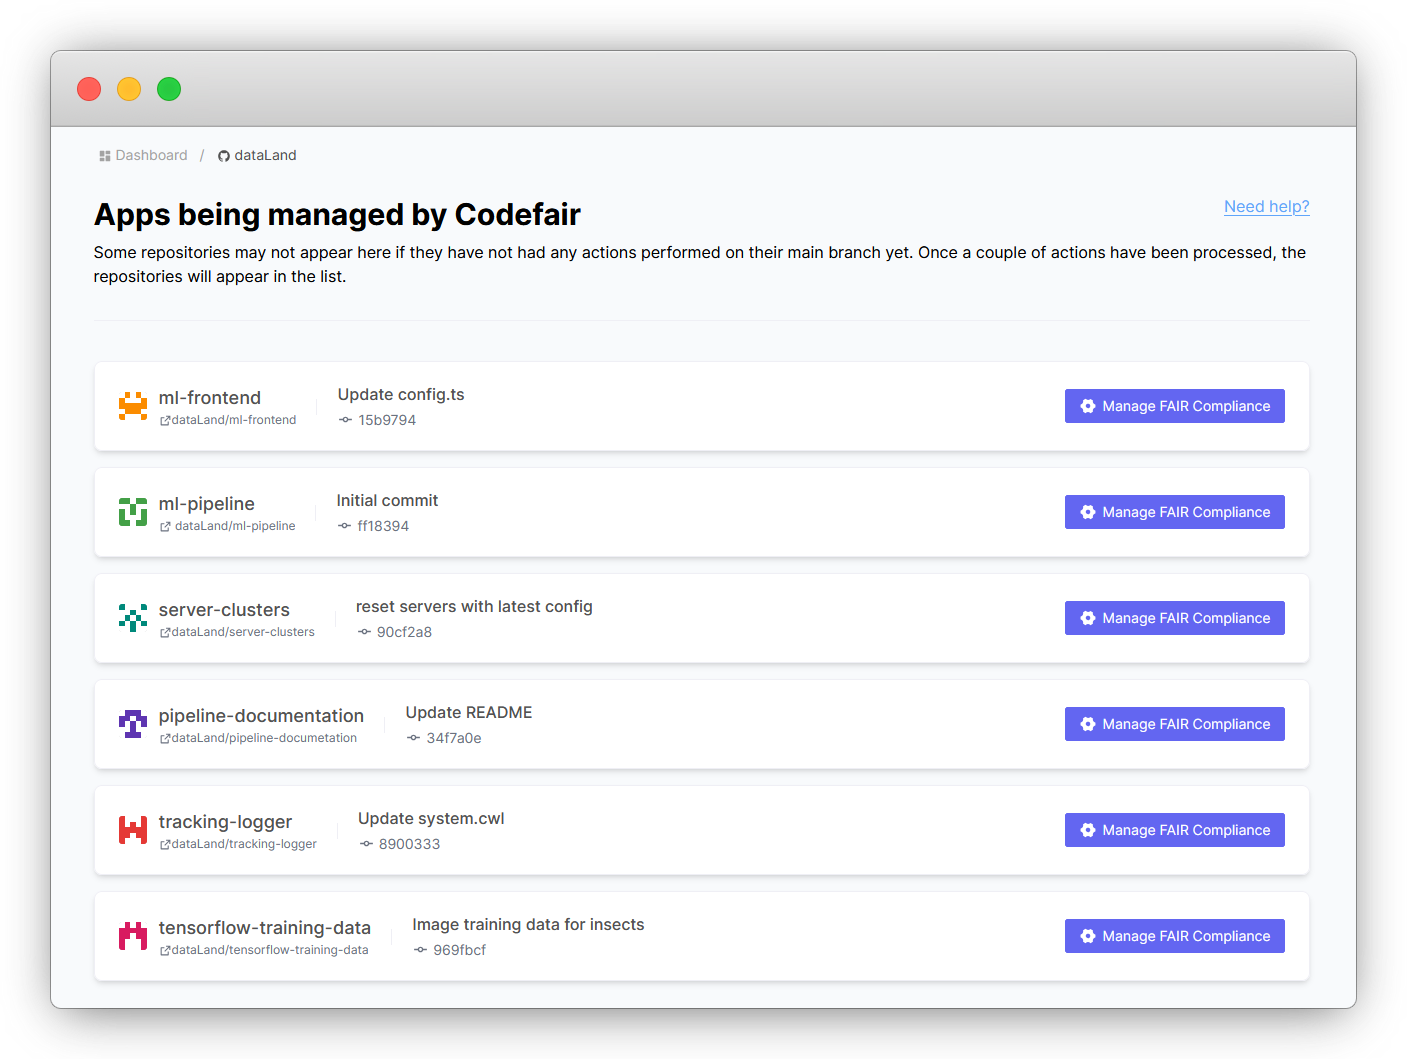 Dashboard / dataLand
Apps being managed by Codefair
Need help?
Some repositories may not appear here if they have not had any actions performed on their main branch yet. Once a couple of actions have been processed, the
repositories will appear in the list.
ml-frontend
dataLand/ml-frontend
Update config.ts
15b9794
Manage FAIR Compliance
ml-pipeline
dataLand/ml-pipeline
Initial commit
ff18394
Manage FAIR Compliance
server-clusters
dataLand/server-clusters
reset servers with latest config
90cf2a8
Manage FAIR Compliance
pipeline-documentation
dataLand/pipeline-documetation
Update README
34f7a0e
Manage FAIR Compliance
tracking-logger
dataLand/tracking-logger
Update system.cwl
8900333
Manage FAIR Compliance
tensorflow-training-data
dataLand/tensorflow-training-data
Image training data for insects
969fbcf
Manage FAIR Compliance